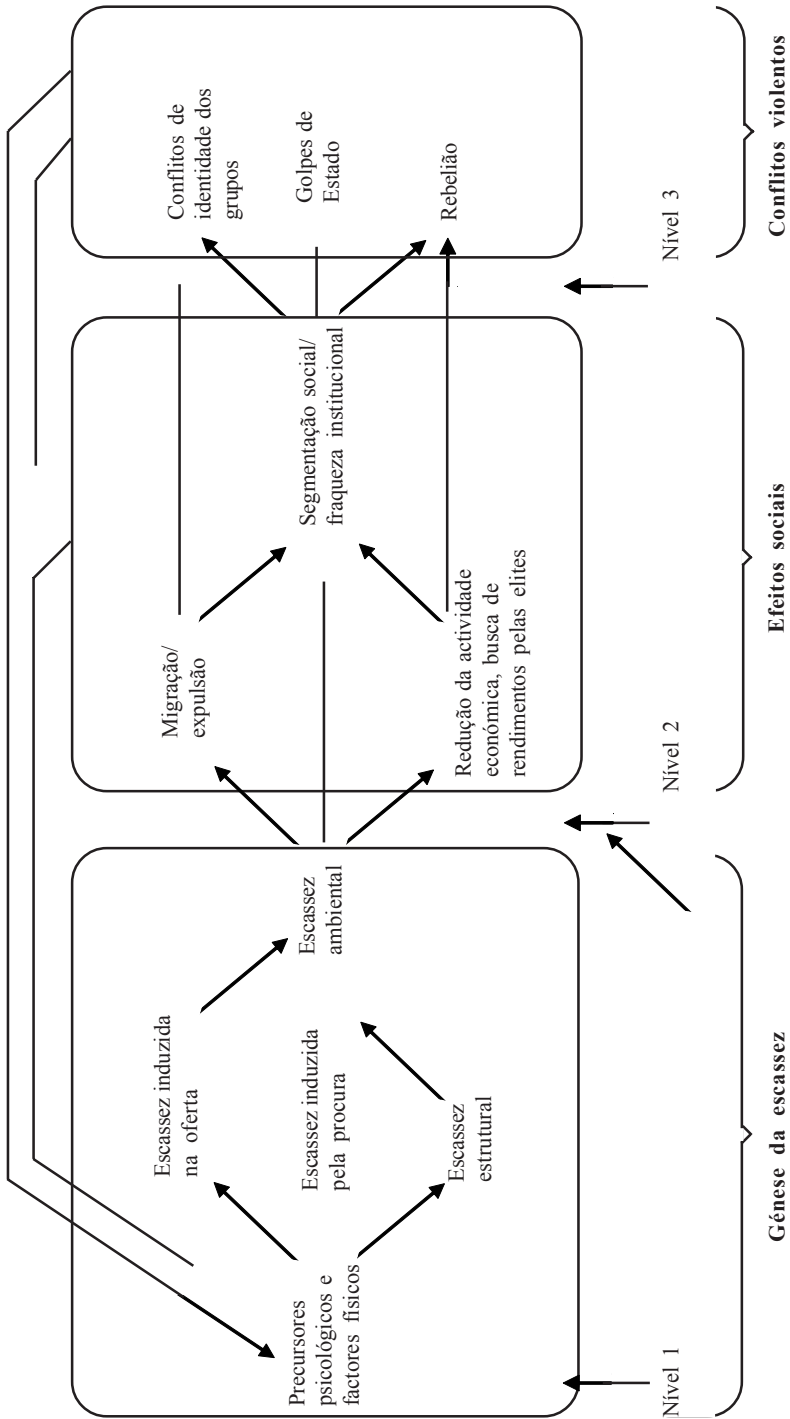 Precursores
psicológicos e
factores físicos
Escassez induzida
na oferta
Escassez induzida
pela procura
Escassez
estrutural
Escassez
ambiental
Migração/
expulsão
Redução da actividade
económica, busca de
rendimentos pelas elites
Segmentação social/
fraqueza institucional
Conflitos de
identidade dos
grupos
Golpes de
Estado
Rebelião
Nível 1
Nível 2
Nível 3
Génese da escassez
Efeitos sociais
Conflitos violentos